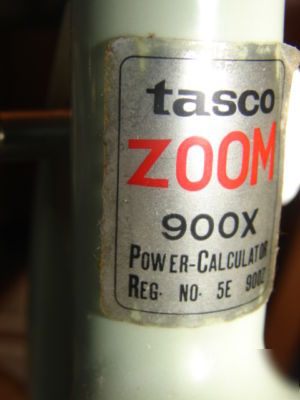 tasco
ZOOM
900X
POWER-CALCULATOR
REG. NO. 5E 9002